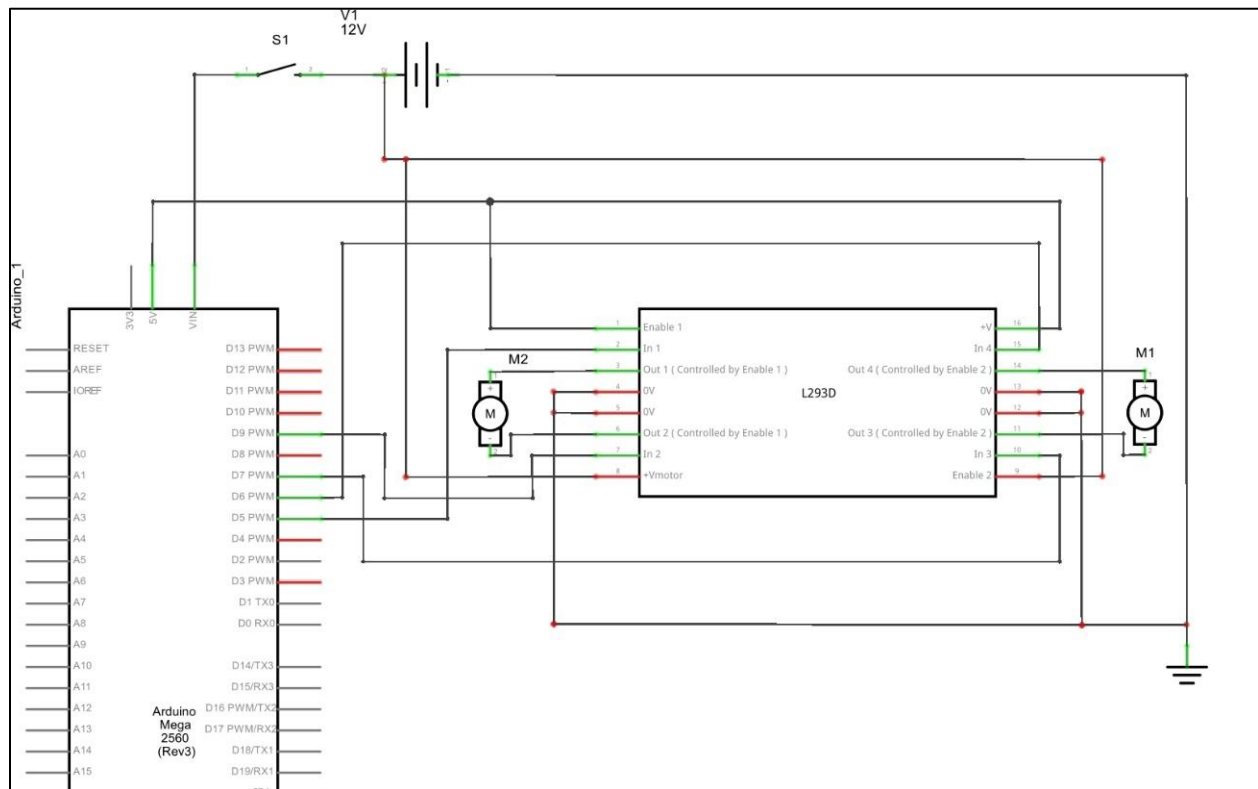 V1
12V
S1
1
2
Arduino_1
3V3
5V
VIN
RESET
AREF
IOREF
A0
A1
A2
A3
A4
A5
A6
A7
A8
A9
A10
A11
A12
A13
A14
A15
D13 PWM
D12 PWM
D11 PWM
D10 PWM
D9 PWM
D8 PWM
D7 PWM
D6 PWM
D5 PWM
D4 PWM
D2 PWM
D3 PWM
D1 TX0
D0 RX0
D14/TX3
D15/RX3
D16 PWM/TX2
D17 PWM/RX2
D18/TX1
D19/RX1
Arduino
Mega
2560
(Rev3)
M2
1
+
M
-
2
1 Enable 1
2 In 1
3 Out 1 ( Controlled by Enable 1 )
4 0V
5 0V
6 Out 2 ( Controlled by Enable 1 )
7 In 2
8 +Vmotor
L293D
+V 16
In 4 15
Out 4 ( Controlled by Enable 2 ) 14
0V 13
0V 12
Out 3 ( Controlled by Enable 2 ) 11
In 3 10
Enable 2 9
M1
1
+
M
-
2